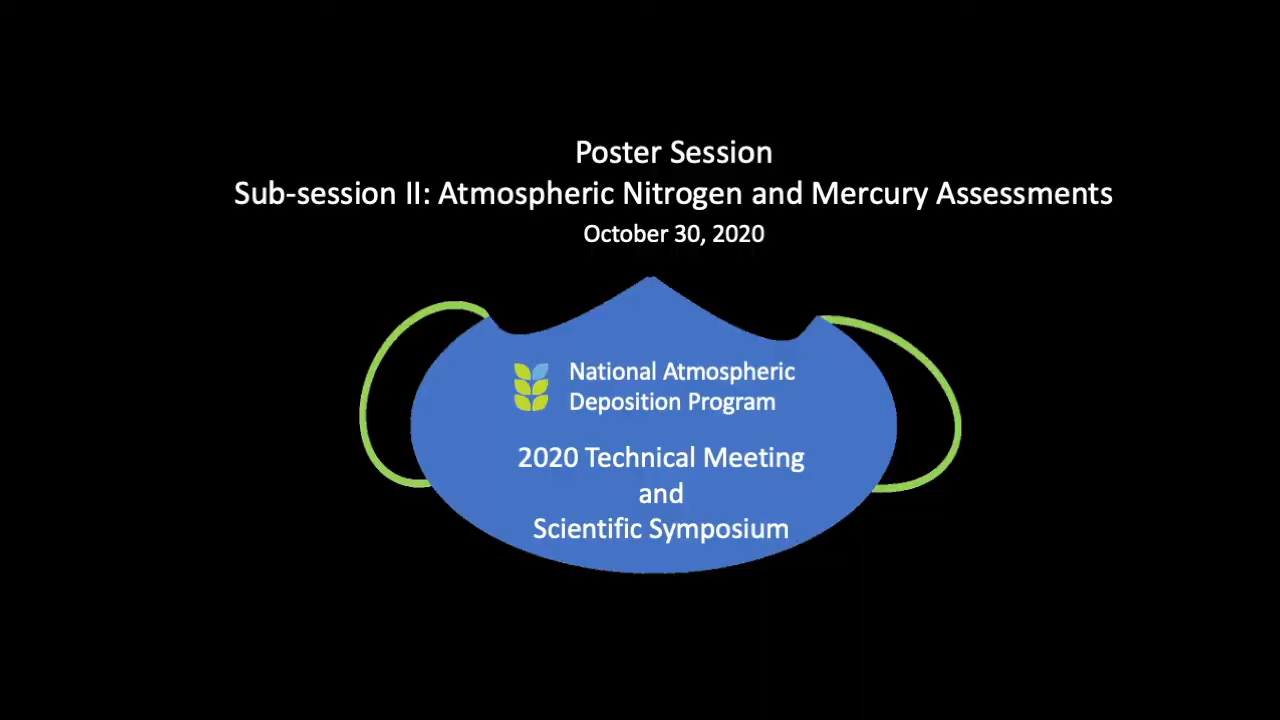 Poster Session
Sub-session II: Atmospheric Nitrogen and Mercury Assessments
October 30, 2020
National Atmospheric
Deposition Program
2020 Technical Meeting
and
Scientific Symposium